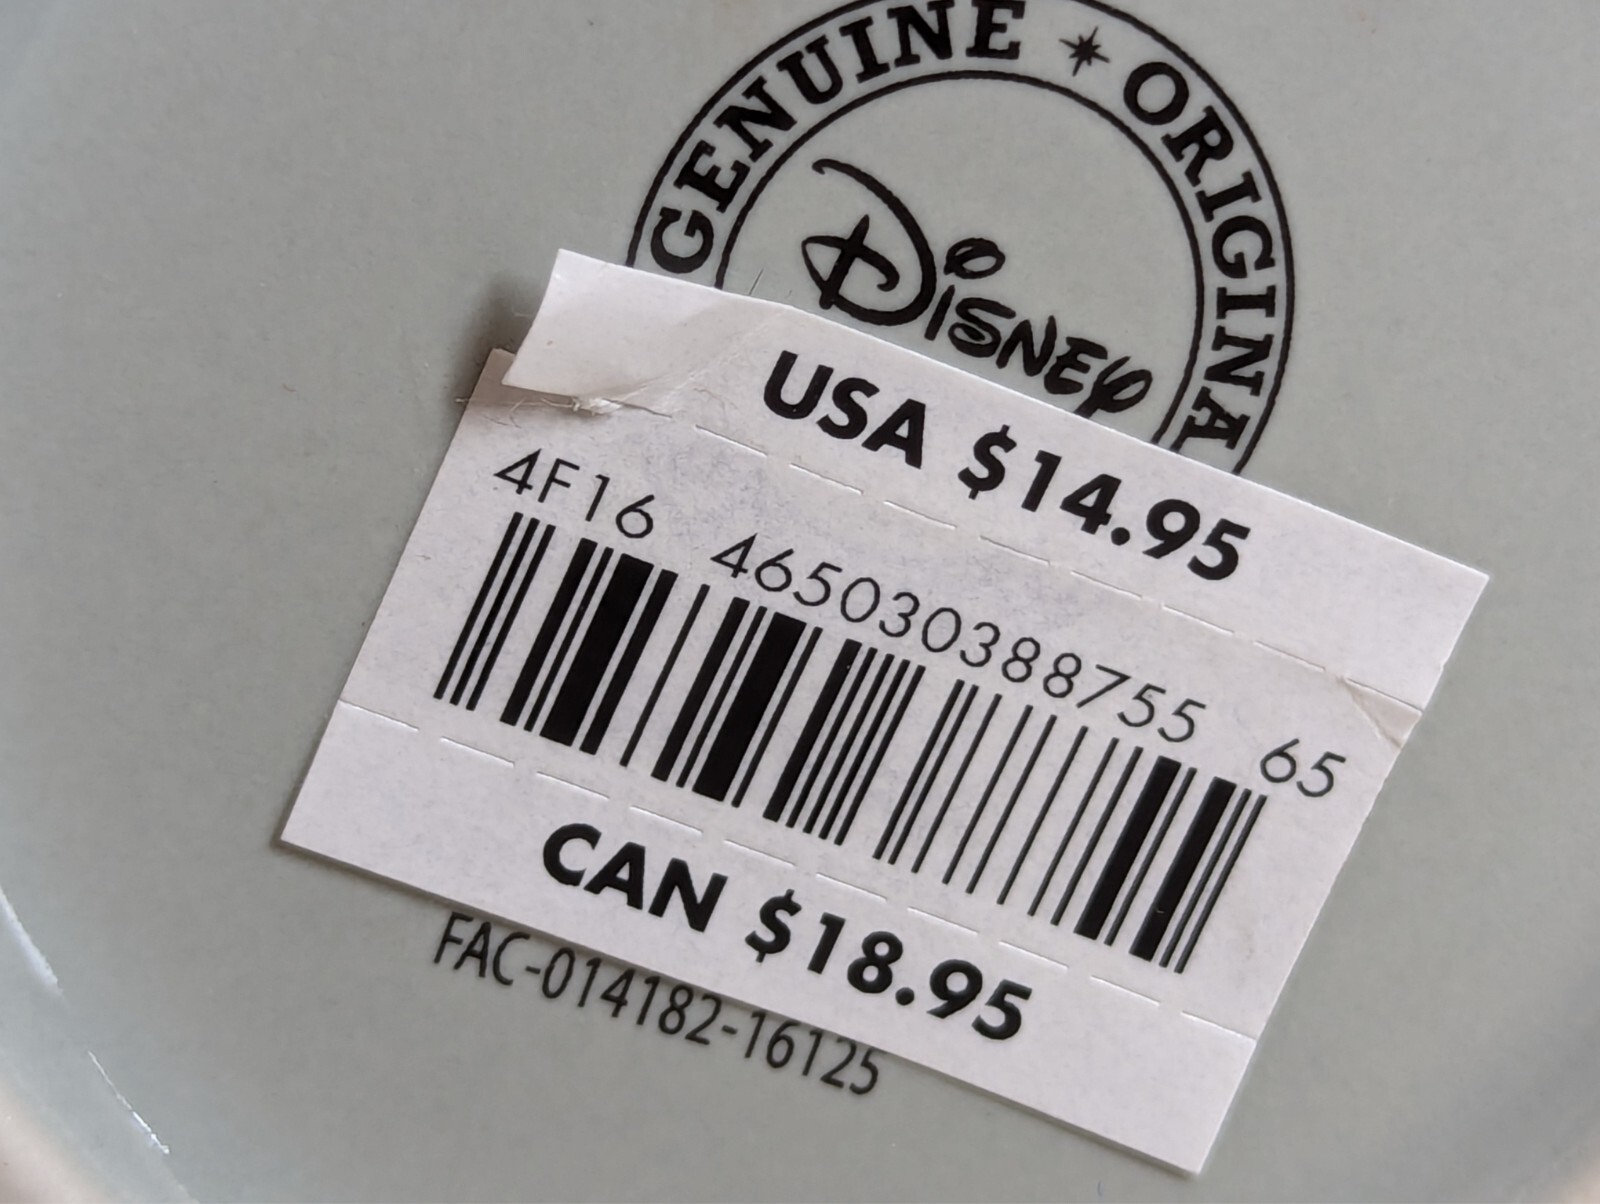 GENUINE ✴ ORIGINA
Disney
USA $14.95
4F16 465030388755 65
CAN $18.95
FAC-014182-16125